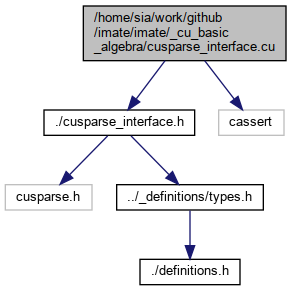 /home/sia/work/github
/imate/imate/_cu_basic
_algebra/cusparse_interface.cu
./cusparse_interface.h
cassert
cusparse.h
../_definitions/types.h
./definitions.h